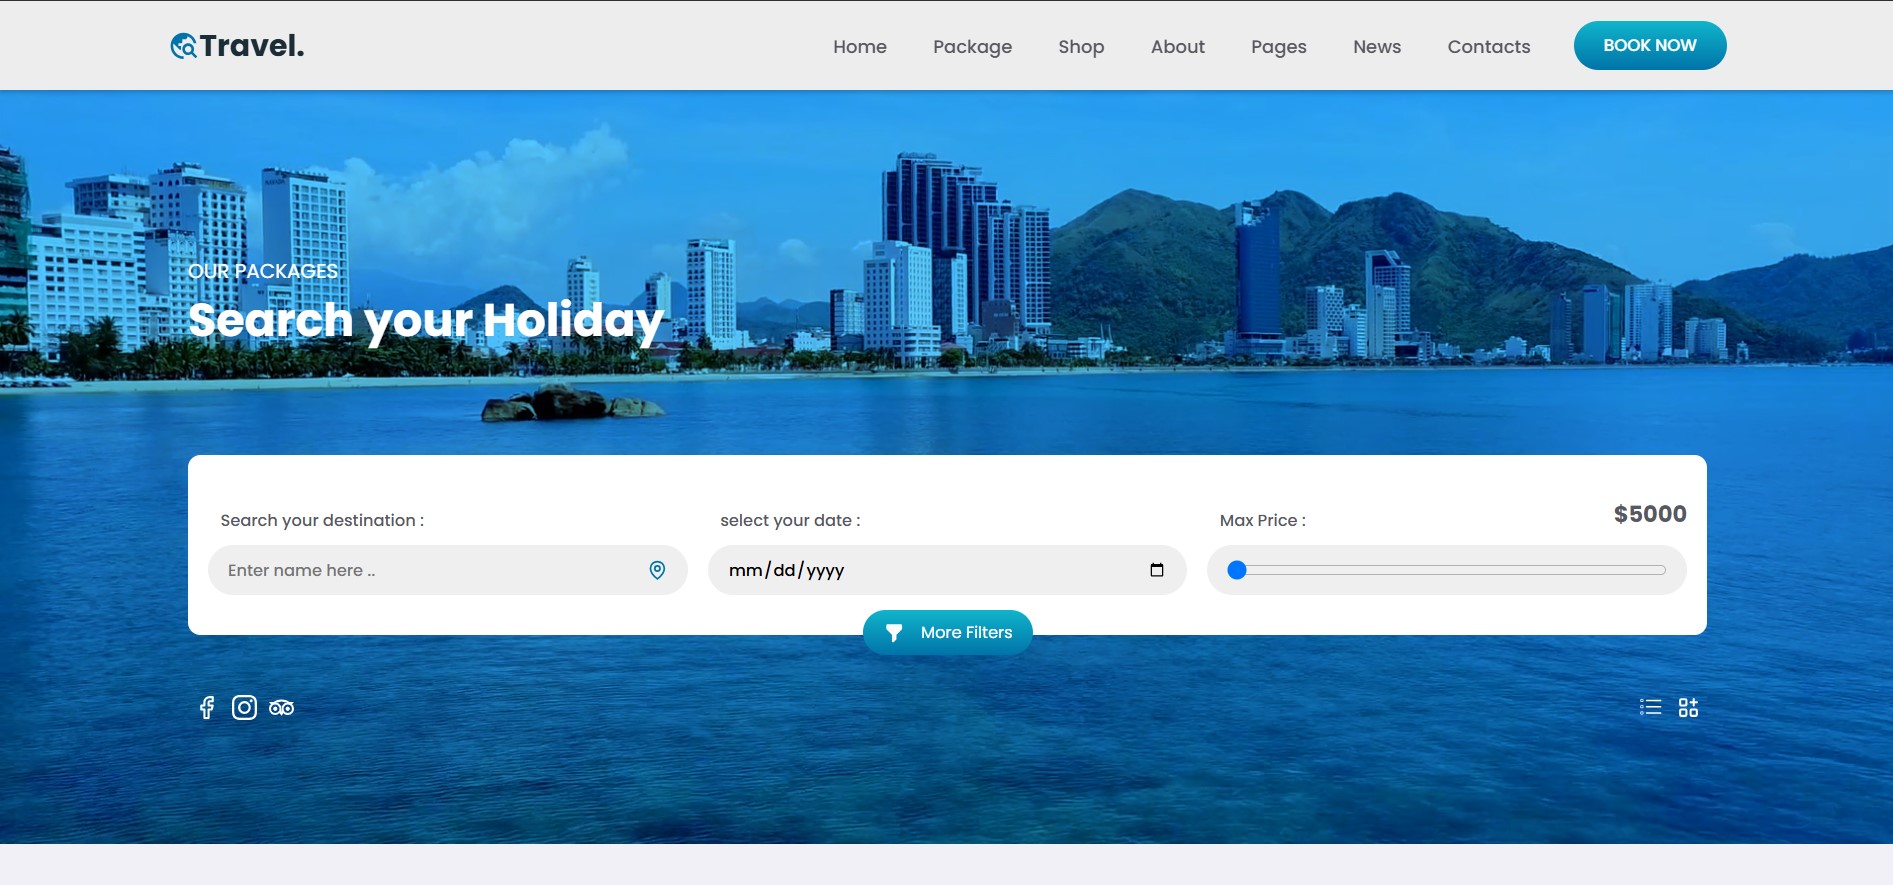 Travel.
Home Package Shop About Pages News Contacts BOOK NOW
OUR PACKAGES
Search your Holiday
Search your destination :
Enter name here ..
select your date :
mm/dd/yyyy
Max Price :
$5000
More Filters